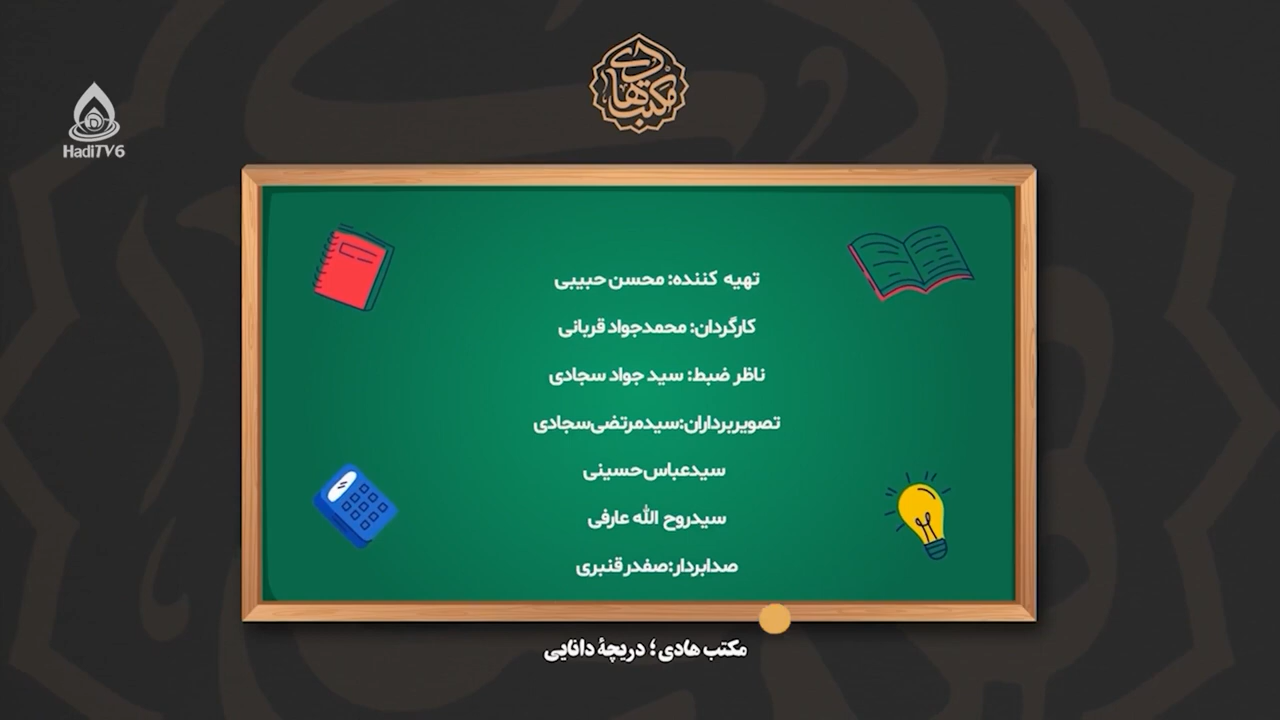 مکتب هادی
HadiTV6
تهیه کننده: محسن حبیبی
کارگردان: محمدجواد قربانی
ناظر ضبط: سید جواد سجادی
تصویربرداران:سیدمرتضی‌سجادی
سیدعباس‌حسینی
سیدروح الله عارفی
صدابردار:صفدر قنبری
مکتب هادی؛ دریچهٔ دانایی